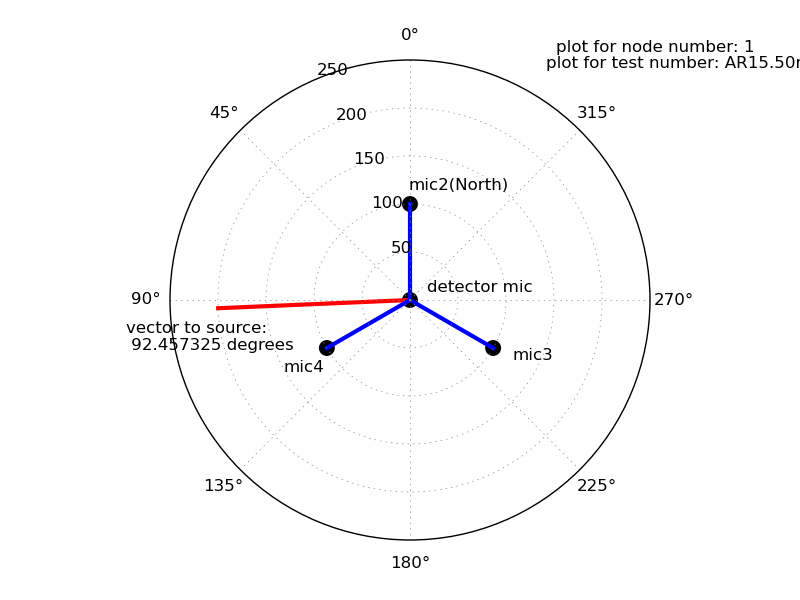 0°
plot for node number: 1
plot for test number: AR15.50
250
45°
315°
200
150
mic2(North)
100
50
detector mic
90°
270°
vector to source:
92.457325 degrees
mic4
mic3
135°
225°
180°